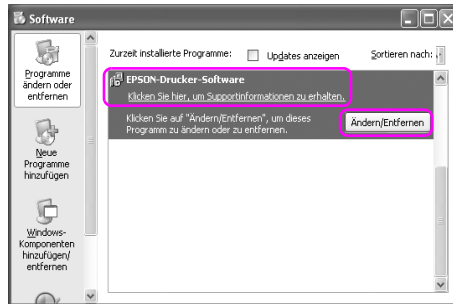 Software
Zurzeit installierte Programme:
Updates anzeigen
Sortieren nach:
Programme
ändern oder
entfernen
Neue
Programme
hinzufügen
Windows-
Komponenten
hinzufügen/
entfernen
EPSON-Drucker-Software
Klicken Sie hier, um Supportinformationen zu erhalten.
Klicken Sie auf "Ändern/Entfernen", um dieses
Programm zu ändern oder zu entfernen.
Ändern/Entfernen